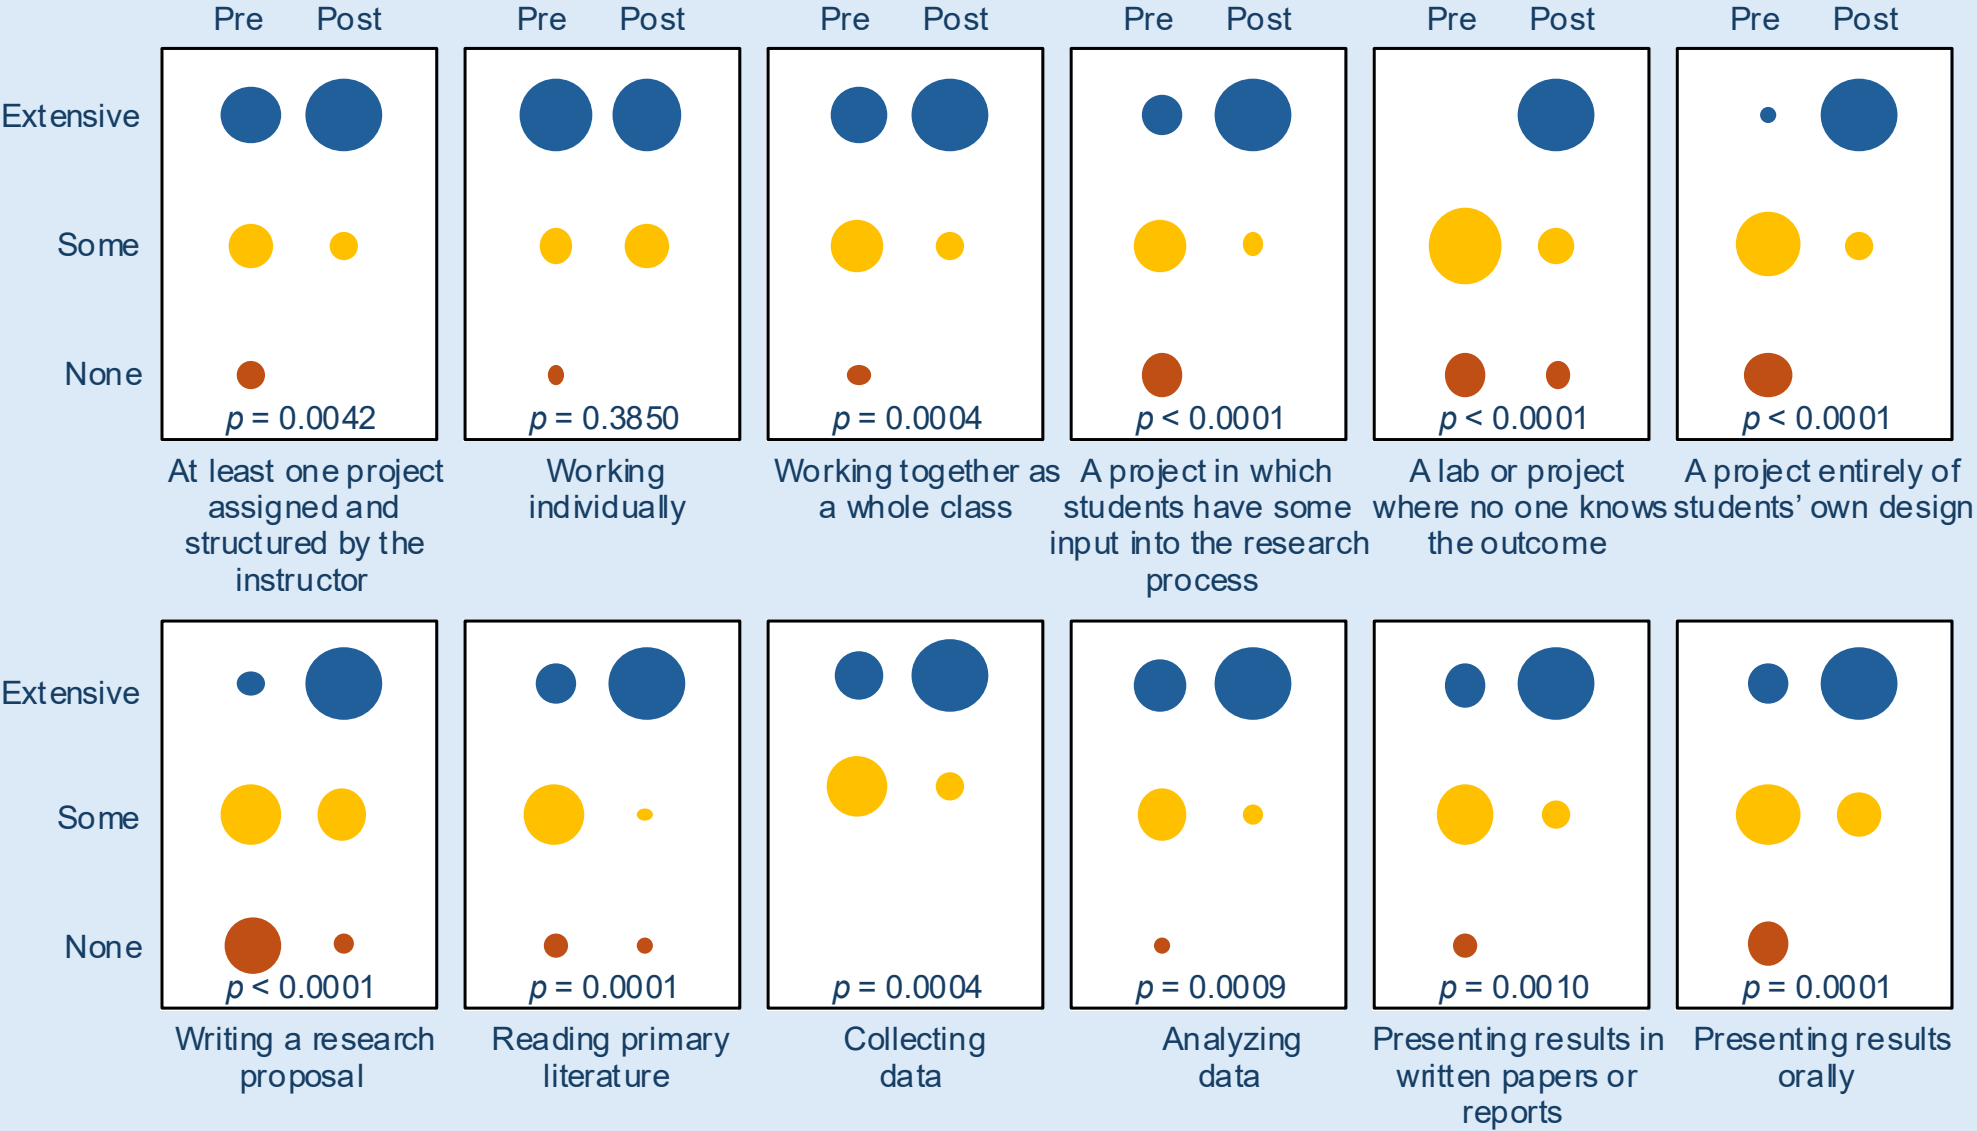 Pre Post Pre Post Pre Post Pre Post Pre Post Pre Post
Extensive
Some
None
p = 0.0042 p = 0.3850 p = 0.0004 p < 0.0001 p < 0.0001 p < 0.0001
At least one project
assigned and
structured by the
instructor
Working
individually
Working together as
a whole class
A project in which
students have some
input into the research
process
A lab or project
where no one knows
the outcome
A project entirely of
students’ own design
Extensive
Some
None
p < 0.0001 p = 0.0001 p = 0.0004 p = 0.0009 p = 0.0010 p = 0.0001
Writing a research
proposal
Reading primary
literature
Collecting
data
Analyzing
data
Presenting results in
written papers or
reports
Presenting results
orally